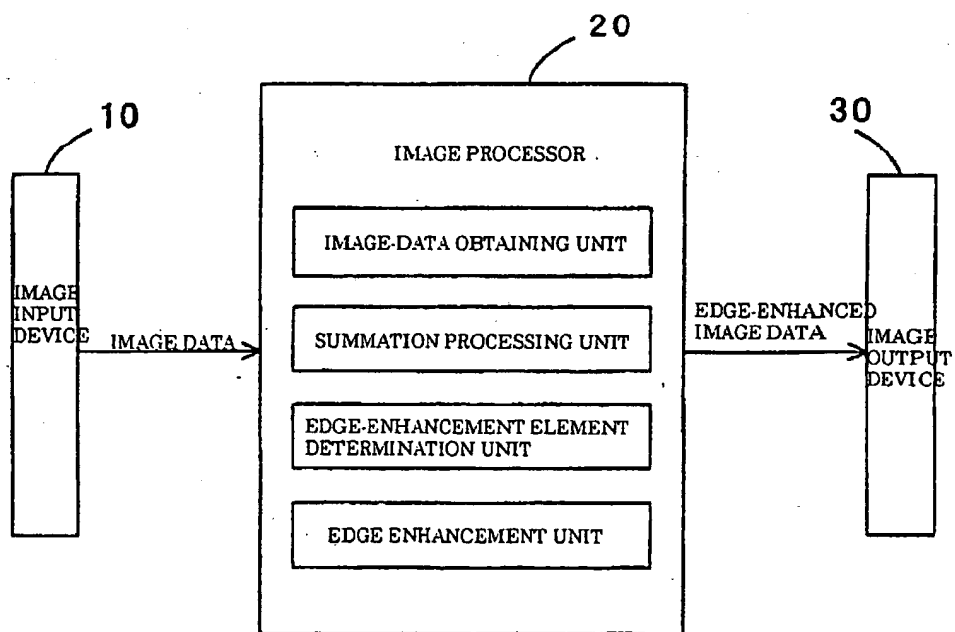 20
10
30
IMAGE PROCESSOR
IMAGE-DATA OBTAINING UNIT
SUMMATION PROCESSING UNIT
EDGE-ENHANCEMENT ELEMENT
DETERMINATION UNIT
EDGE ENHANCEMENT UNIT
IMAGE
INPUT
DEVICE
IMAGE DATA
EDGE-ENHANCED
IMAGE DATA
IMAGE
OUTPUT
DEVICE